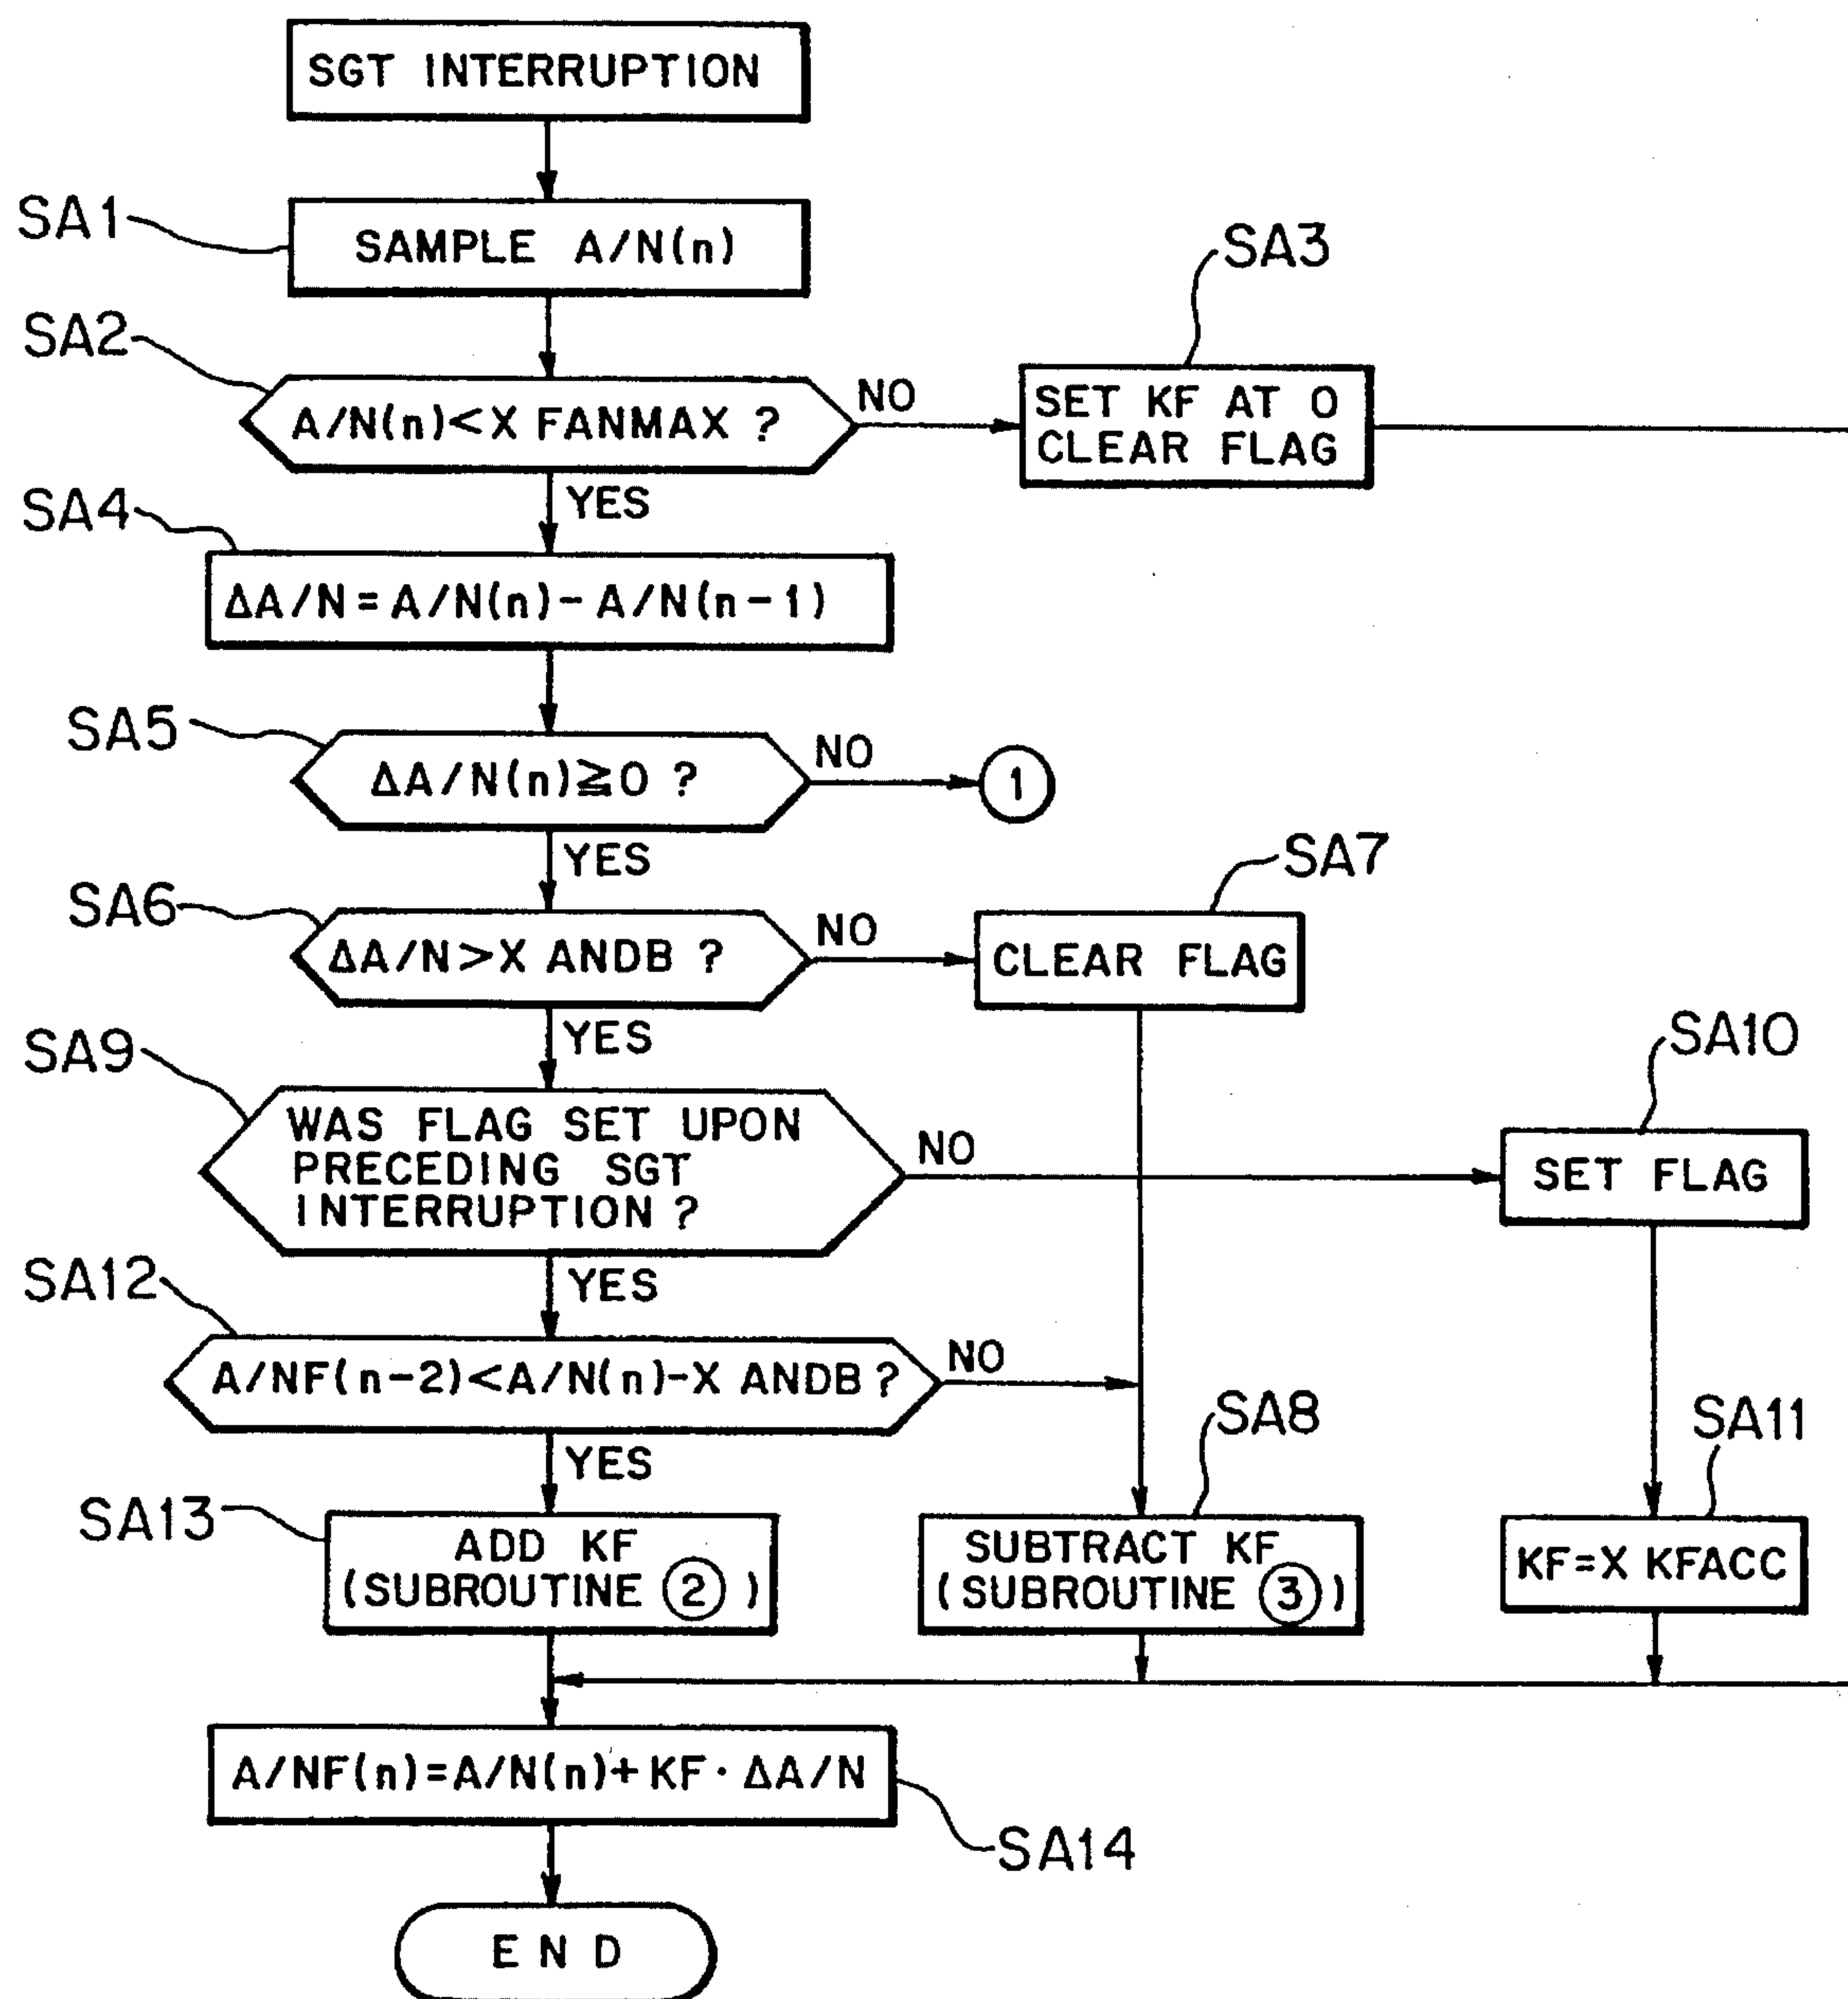 SGT INTERRUPTION
SA1
SAMPLE A/N(n)
SA2
A/N(n)<X FANMAX ?
NO
SA3
SET KF AT 0
CLEAR FLAG
YES
SA4
ΔA/N=A/N(n)-A/N(n-1)
SA5
ΔA/N(n)≧0 ?
NO
1
YES
SA6
ΔA/N>X ANDB ?
NO
SA7
CLEAR FLAG
YES
SA9
WAS FLAG SET UPON
PRECEDING SGT
INTERRUPTION ?
NO
SA10
SET FLAG
YES
SA12
A/NF(n-2)<A/N(n)-X ANDB ?
NO
YES
SA13
ADD KF
(SUBROUTINE ②)
SA8
SUBTRACT KF
(SUBROUTINE ③)
SA11
KF=X KFACC
A/NF(n)=A/N(n)+KF·ΔA/N
SA14
END